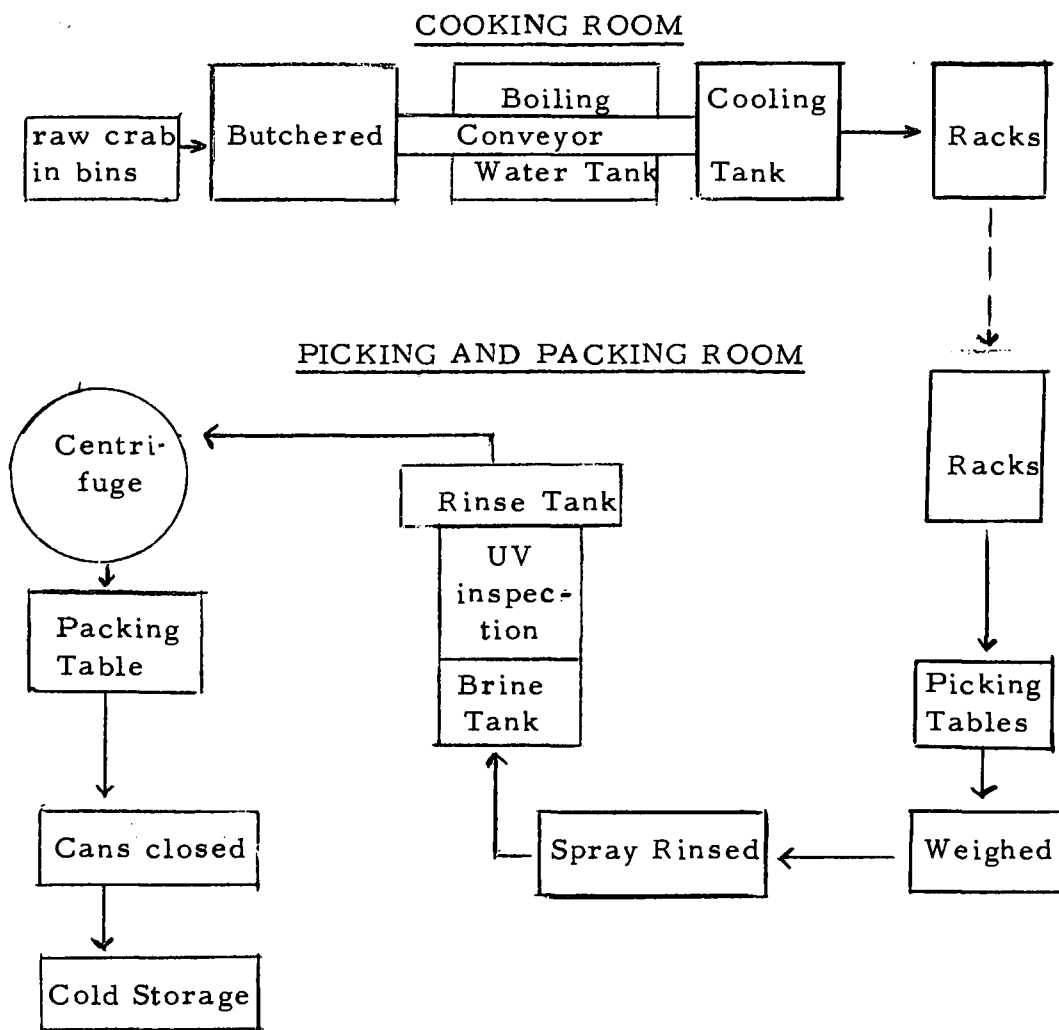 COOKING ROOM
raw crab
in bins
Butchered
Boiling
Conveyor
Water Tank
Cooling
Tank
Racks
PICKING AND PACKING ROOM
Centri-
fuge
Rinse Tank
UV
inspec-
tion
Brine
Tank
Racks
Packing
Table
Picking
Tables
Cans closed
Spray Rinsed
Weighed
Cold Storage